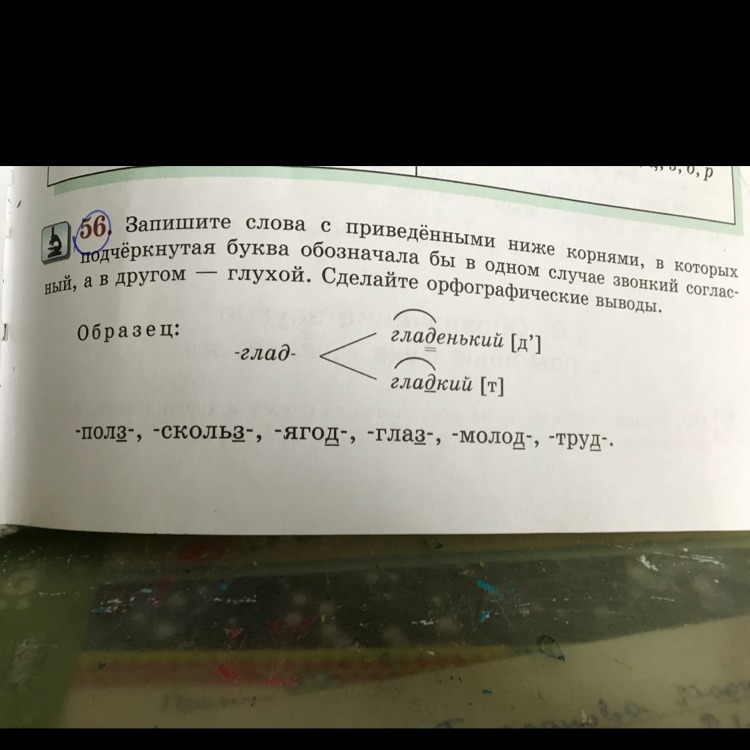 б, р
56. Запишите слова с приведёнными ниже корнями, в которых
подчёркнутая буква обозначала бы в одном случае звонкий соглас-
ный, а в другом — глухой. Сделайте орфографические выводы.
Образец:
гладенький [д’]
-глад-
гладкий [т]
-полз-, -скольз-, -ягод-, -глаз-, -молод-, -труд-.